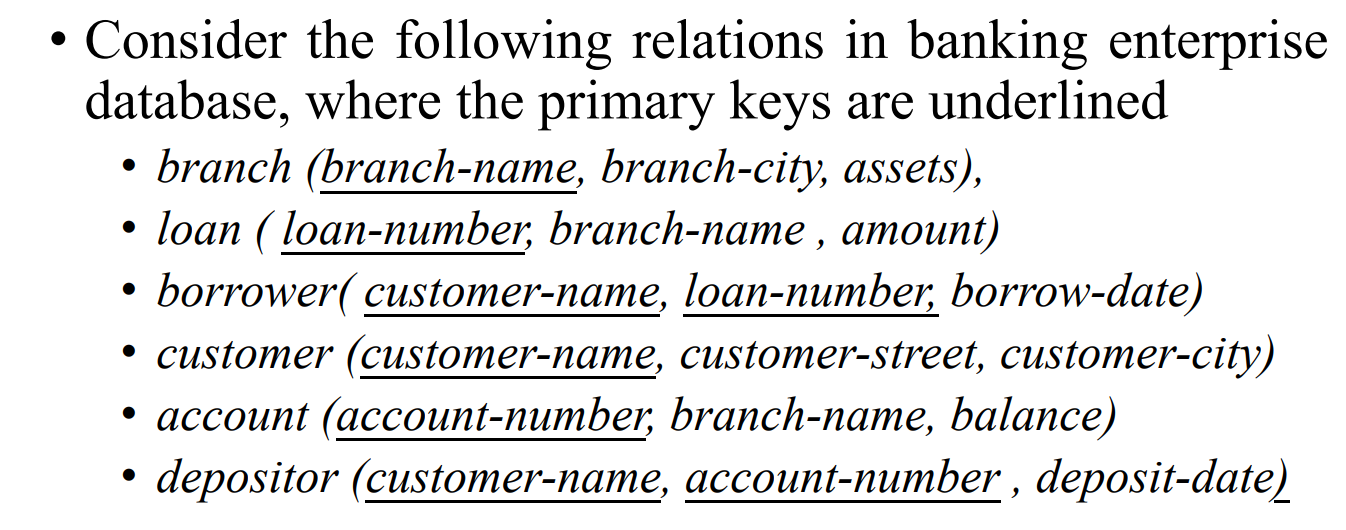 • Consider the following relations in banking enterprise
database, where the primary keys are underlined
• branch (branch-name, branch-city, assets),
• loan ( loan-number, branch-name , amount)
• borrower( customer-name, loan-number, borrow-date)
• customer (customer-name, customer-street, customer-city)
• account (account-number, branch-name, balance)
• depositor (customer-name, account-number , deposit-date)